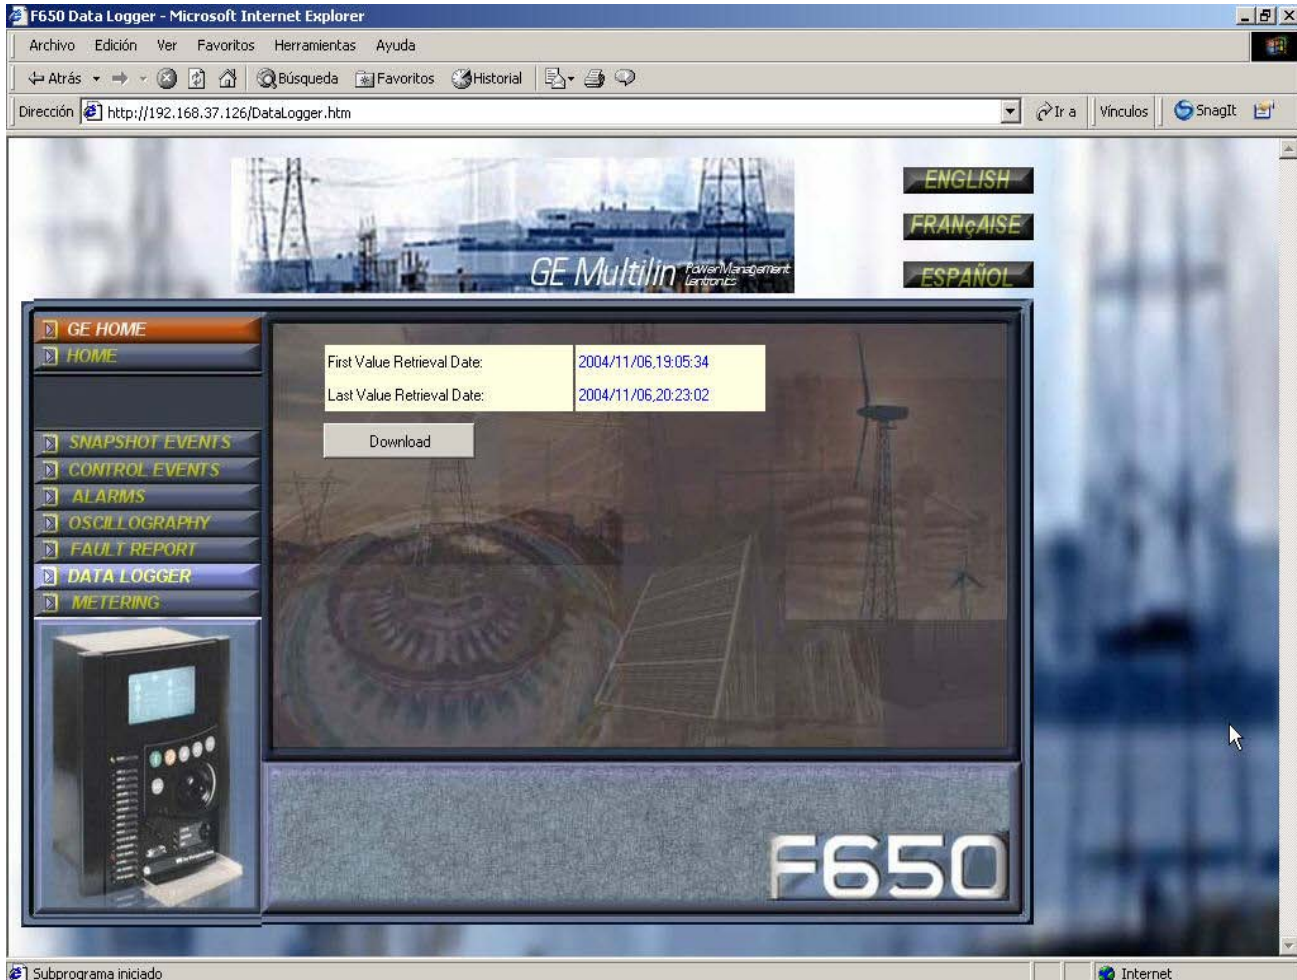 F650 Data Logger - Microsoft Internet Explorer
Archivo Edición Ver Favoritos Herramientas Ayuda
Atrás Búsqueda Favoritos Historial
Dirección http://192.168.37.126/DataLogger.htm Ir a Vínculos SnagIt
ENGLISH
FRANçAISE
ESPAÑOL
GE Multilin PowerManagement
Lentronics
GE HOME
HOME
SNAPSHOT EVENTS
CONTROL EVENTS
ALARMS
OSCILLOGRAPHY
FAULT REPORT
DATA LOGGER
METERING
First Value Retrieval Date: 2004/11/06,19:05:34
Last Value Retrieval Date: 2004/11/06,20:23:02
Download
F650
Subprograma iniciado Internet